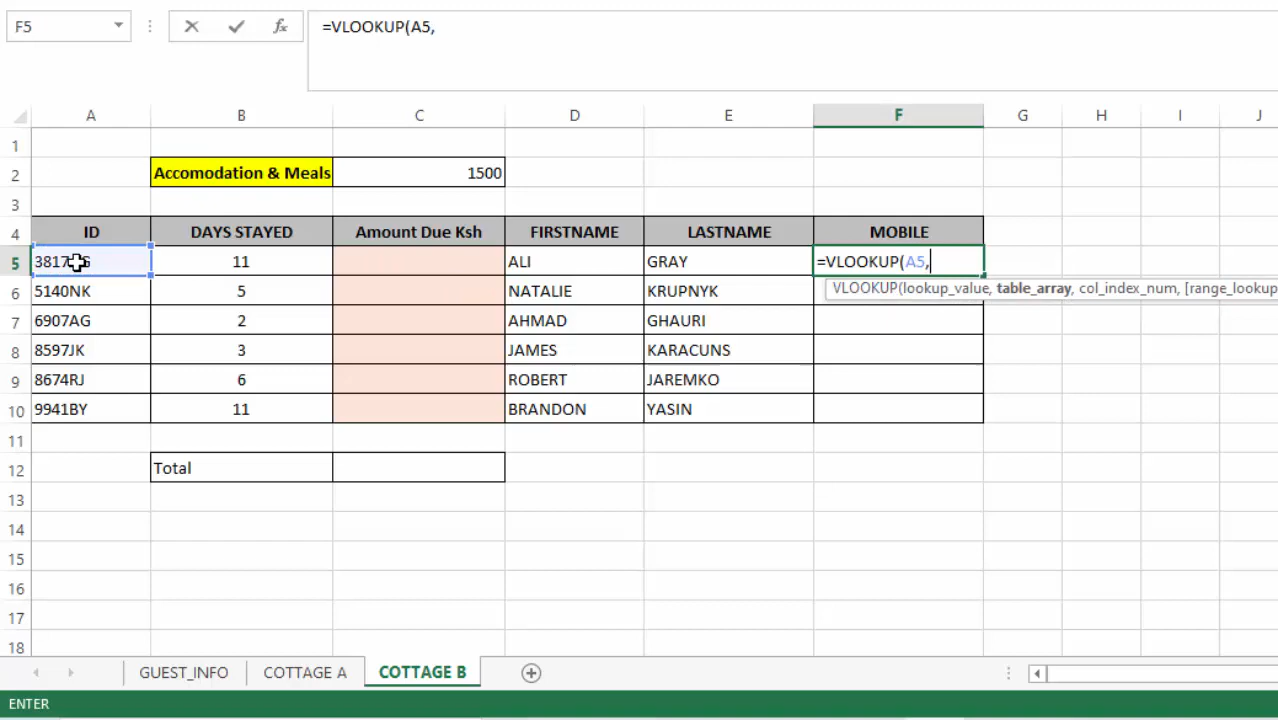 F5 fx =VLOOKUP(A5,
A B C D E F G H I J
1
2 Accomodation & Meals 1500
3
4 ID DAYS STAYED Amount Due Ksh FIRSTNAME LASTNAME MOBILE
5 11 ALI GRAY =VLOOKUP(A5,
6 5140NK 5 NATALIE KRUPNYK
VLOOKUP(lookup_value, table_array, col_index_num, [range_lookup
7 6907AG 2 AHMAD GHAURI
8 8597JK 3 JAMES KARACUNS
9 8674RJ 6 ROBERT JAREMKO
10 9941BY 11 BRANDON YASIN
11
12 Total
13
14
15
16
17
18
GUEST_INFO COTTAGE A COTTAGE B
ENTER